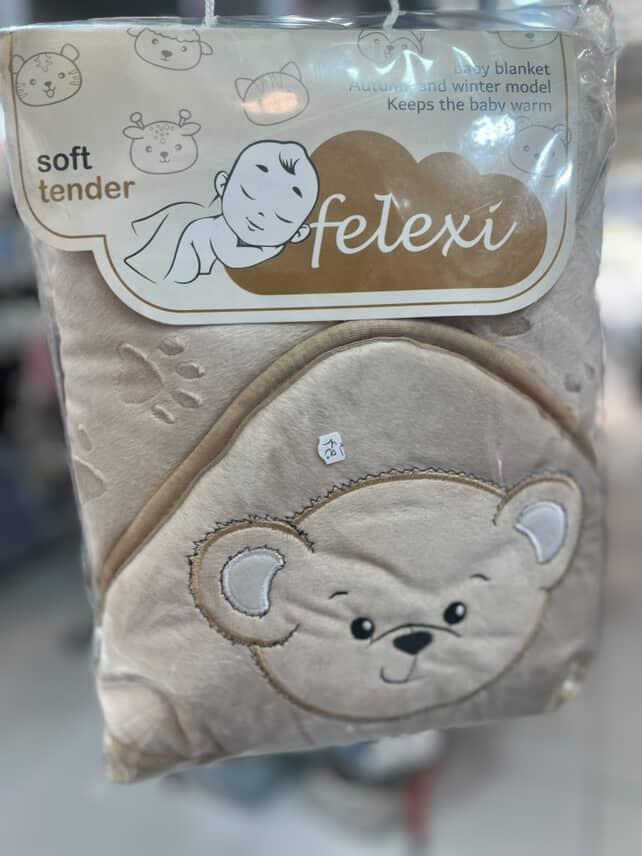 baby blanket
Autumn and winter model
Keeps the baby warm
soft
tender
felexi